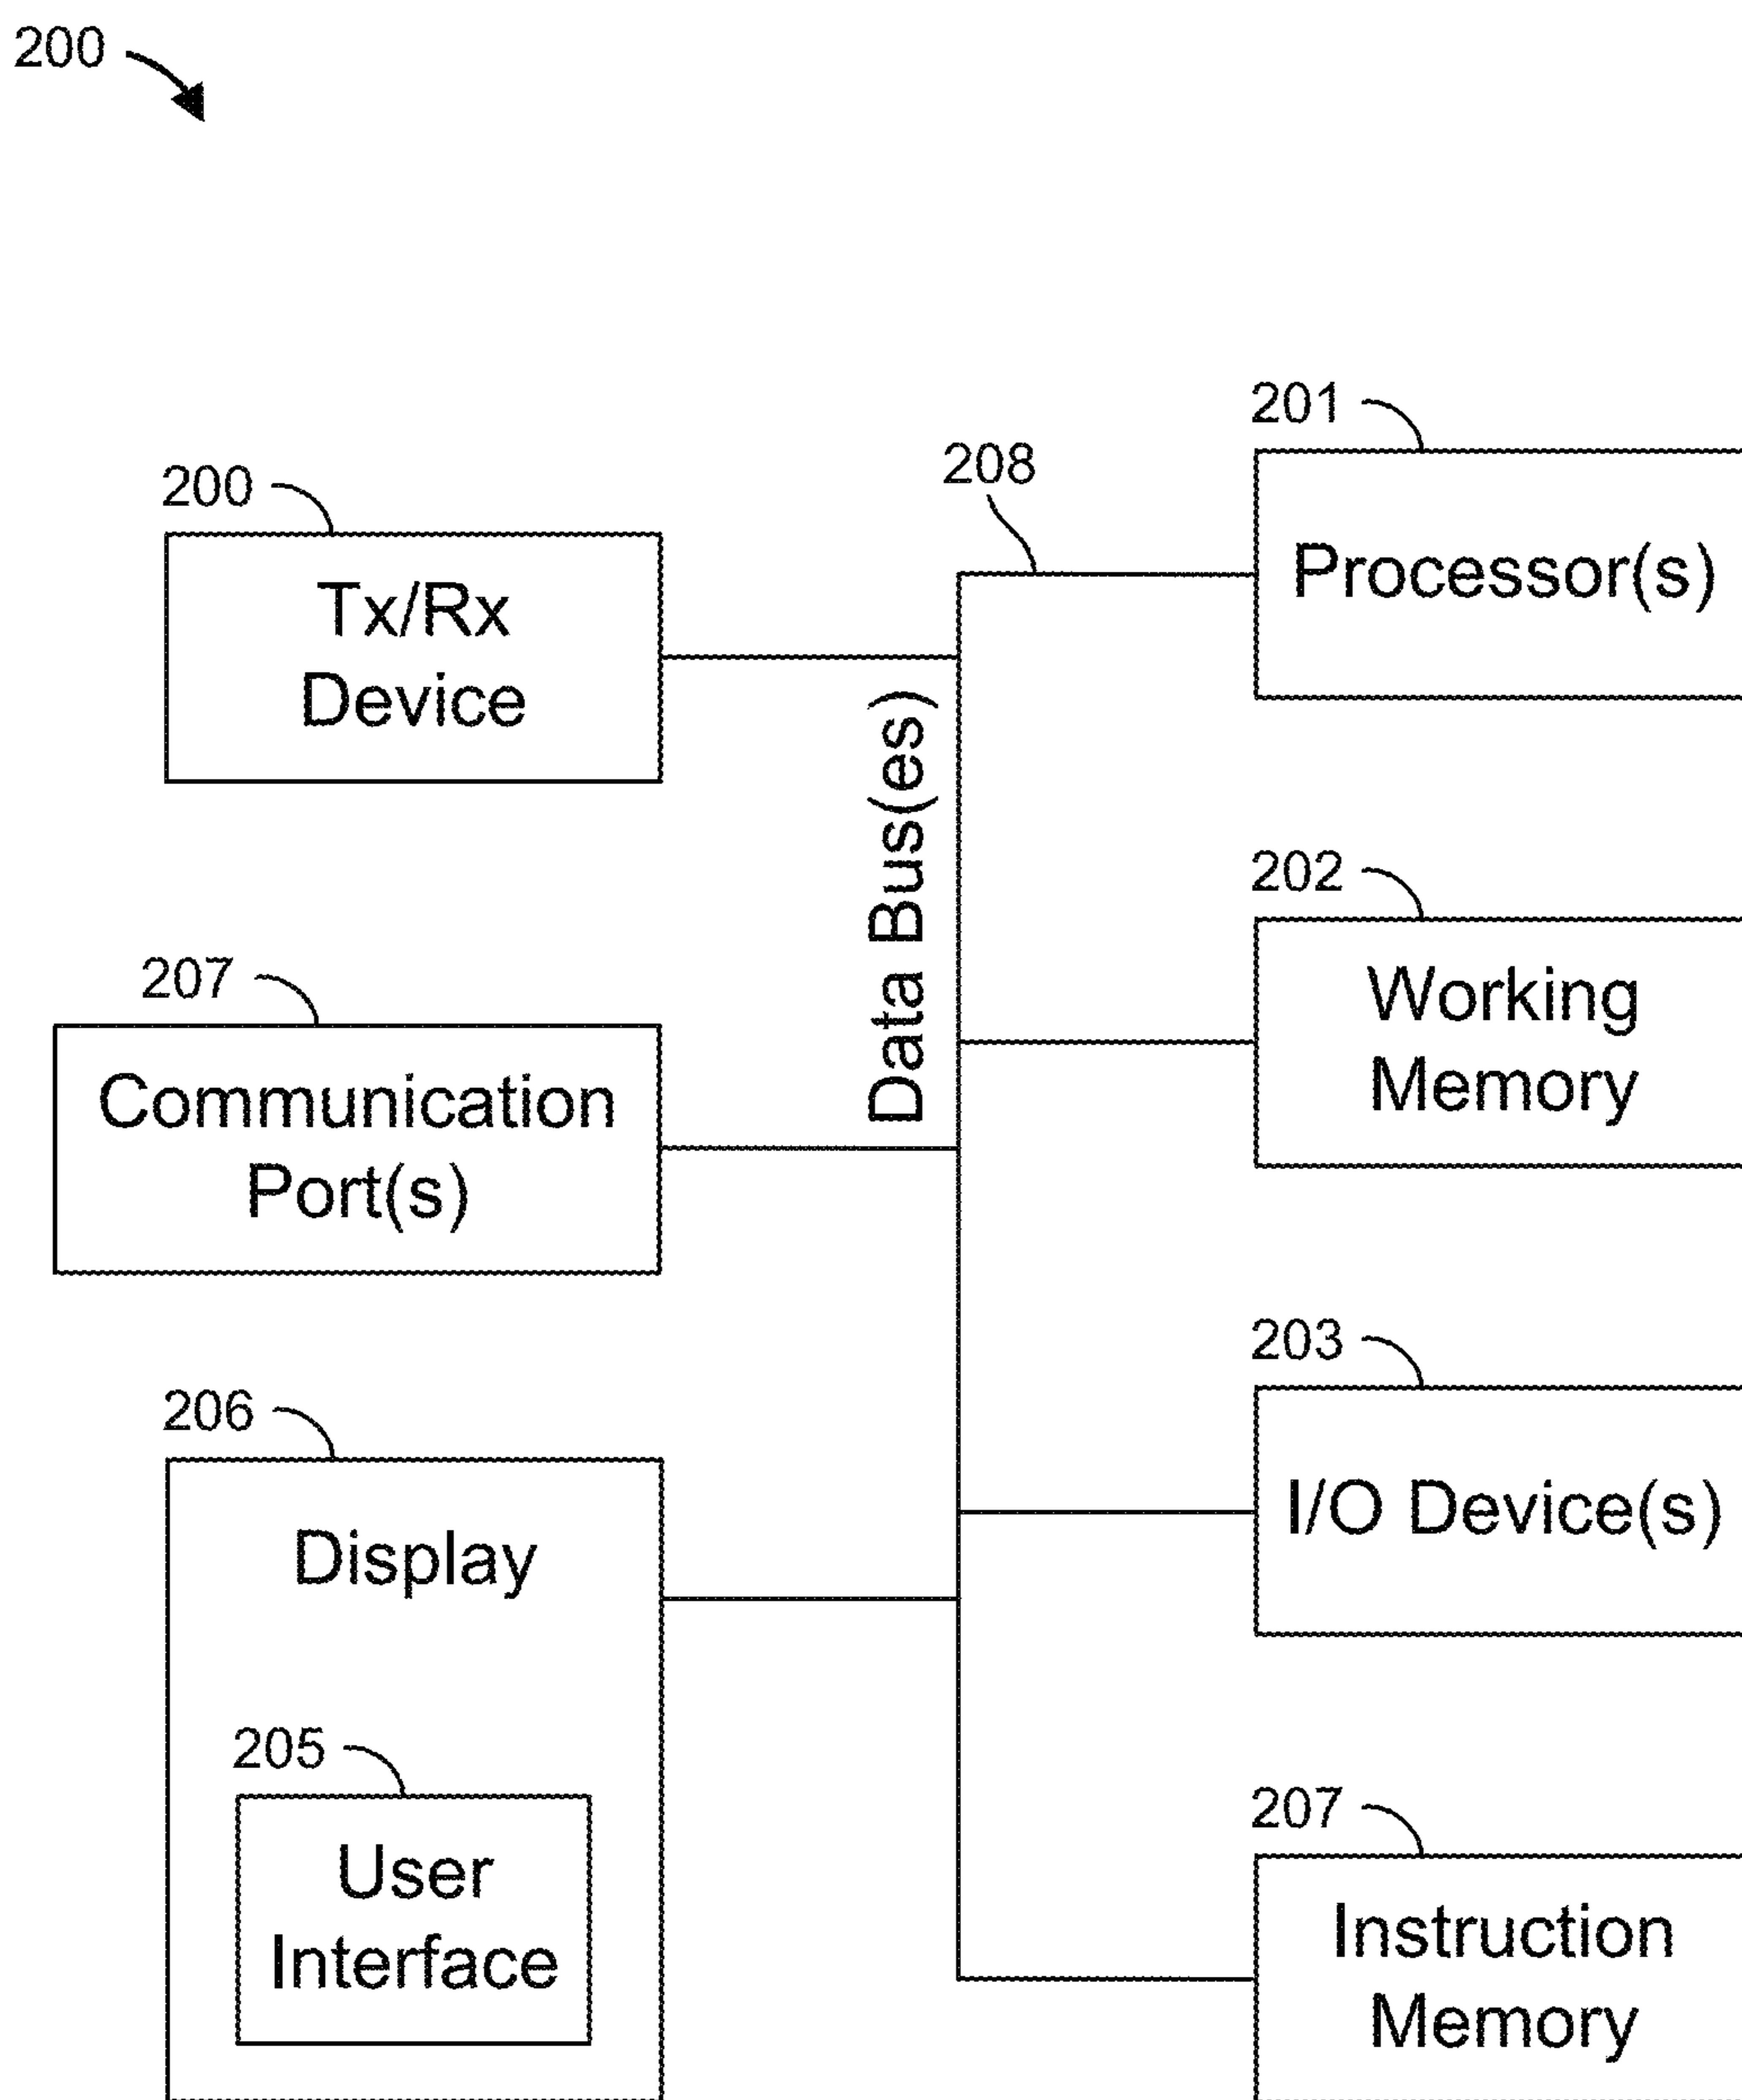 200
200
Tx/Rx
Device
207
Communication
Port(s)
206
Display
205
User
Interface
Data Bus(es)
208
201
Processor(s)
202
Working
Memory
203
I/O Device(s)
207
Instruction
Memory